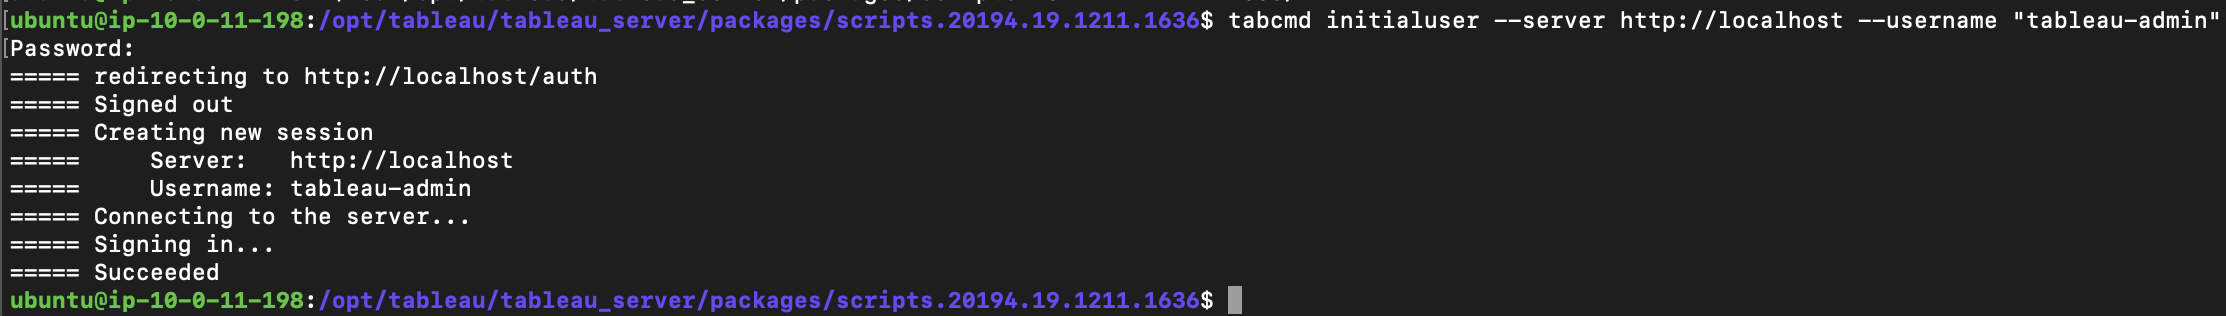 [ubuntu@ip-10-0-11-198:/opt/tableau/tableau_server/packages/scripts.20194.19.1211.1636$ tabcmd initialuser --server http://localhost --username "tableau-admin"
[Password:
===== redirecting to http://localhost/auth
===== Signed out
===== Creating new session
=====     Server:   http://localhost
=====     Username: tableau-admin
===== Connecting to the server...
===== Signing in...
===== Succeeded
ubuntu@ip-10-0-11-198:/opt/tableau/tableau_server/packages/scripts.20194.19.1211.1636$